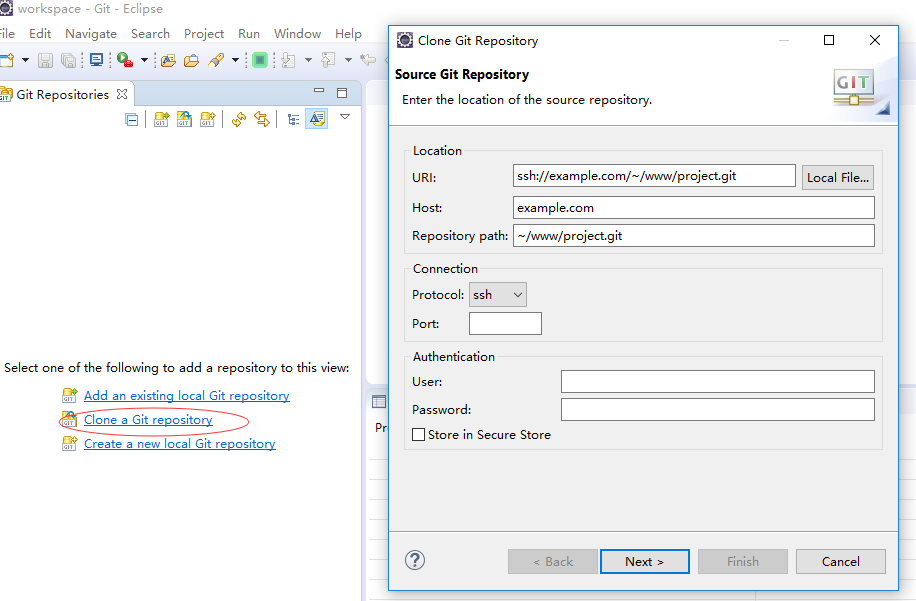 workspace - Git - Eclipse
File Edit Navigate Search Project Run Window Help
Git Repositories
Select one of the following to add a repository to this view:
Add an existing local Git repository
Clone a Git repository
Create a new local Git repository
Pr
Clone Git Repository
Source Git Repository
Enter the location of the source repository.
GIT
Location
URI: ssh://example.com/~/www/project.git Local File...
Host: example.com
Repository path: ~/www/project.git
Connection
Protocol: ssh
Port:
Authentication
User:
Password:
Store in Secure Store
< Back Next > Finish Cancel